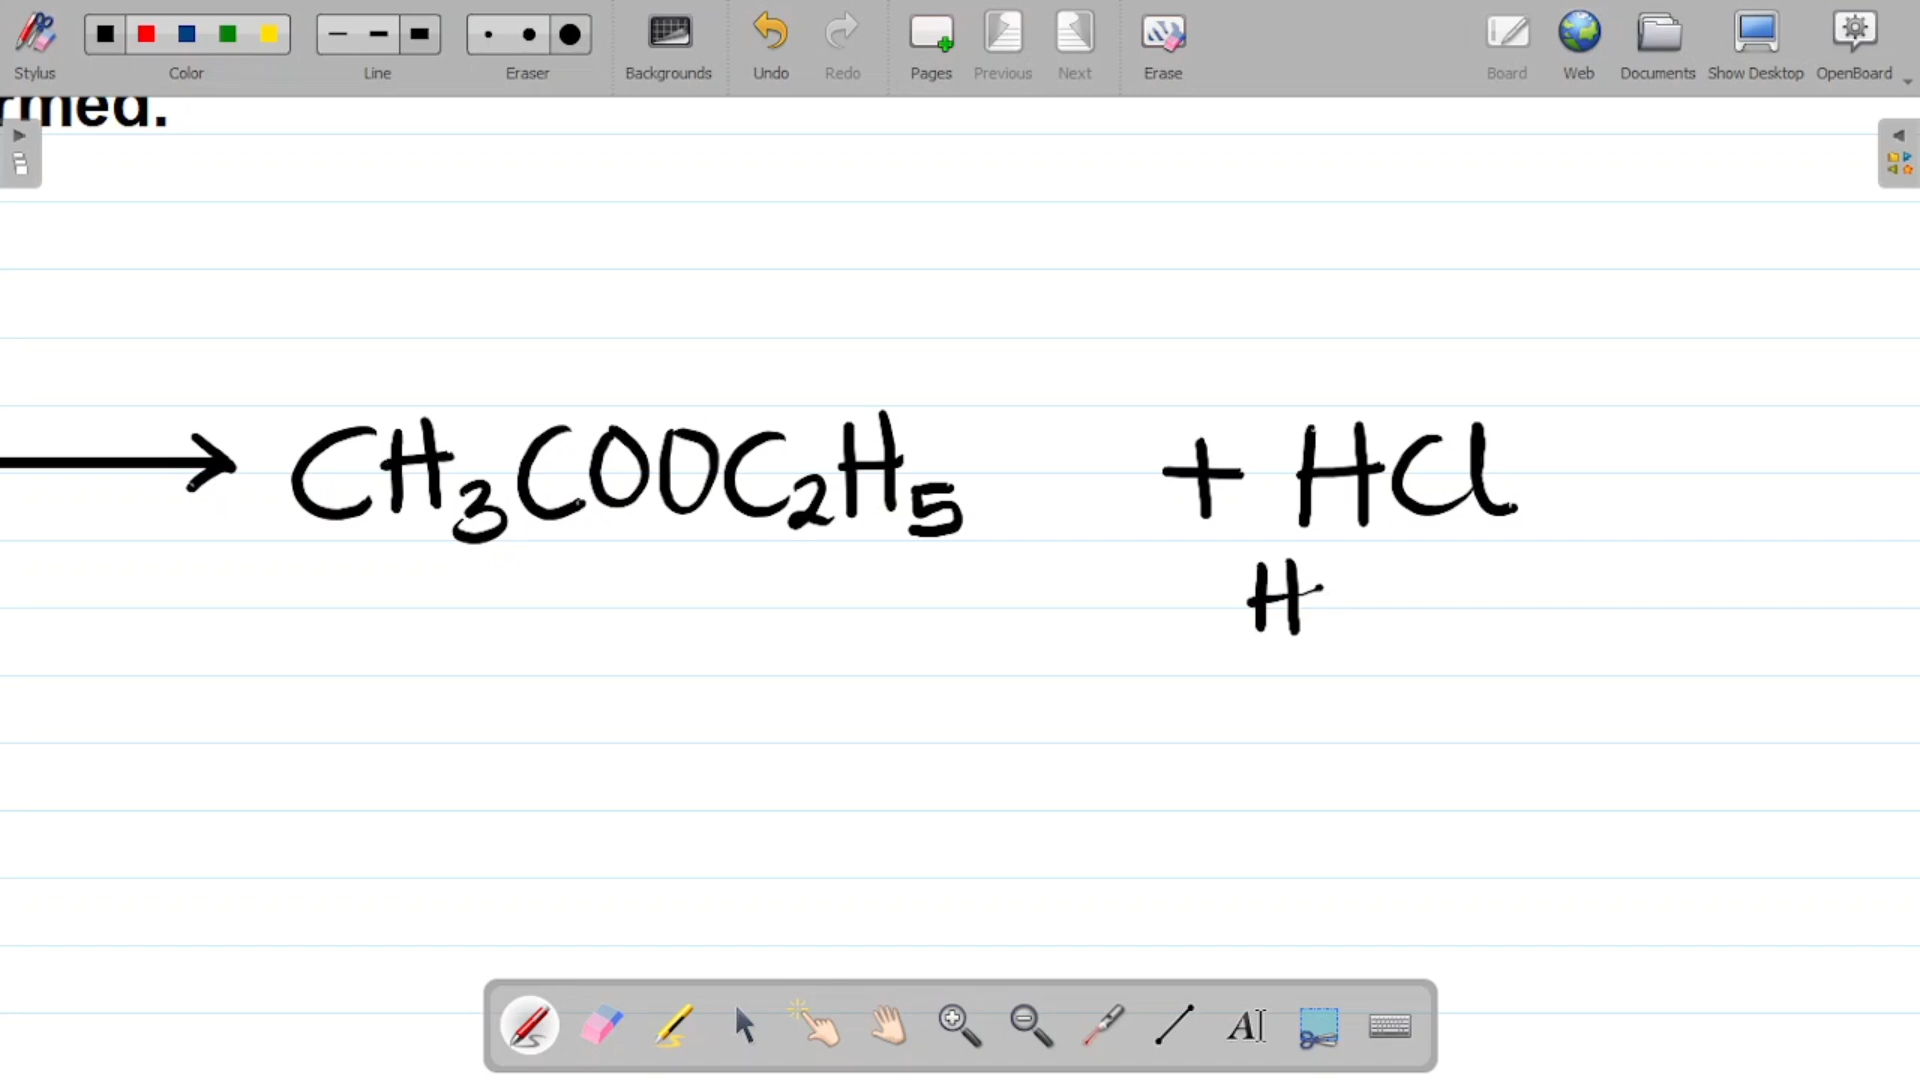 Stylus Color Line Eraser Backgrounds Undo Redo Pages Previous Next Erase Board Web Documents Show Desktop OpenBoard
rmed.
→ CH₃COOC₂H₅ + HCl
H